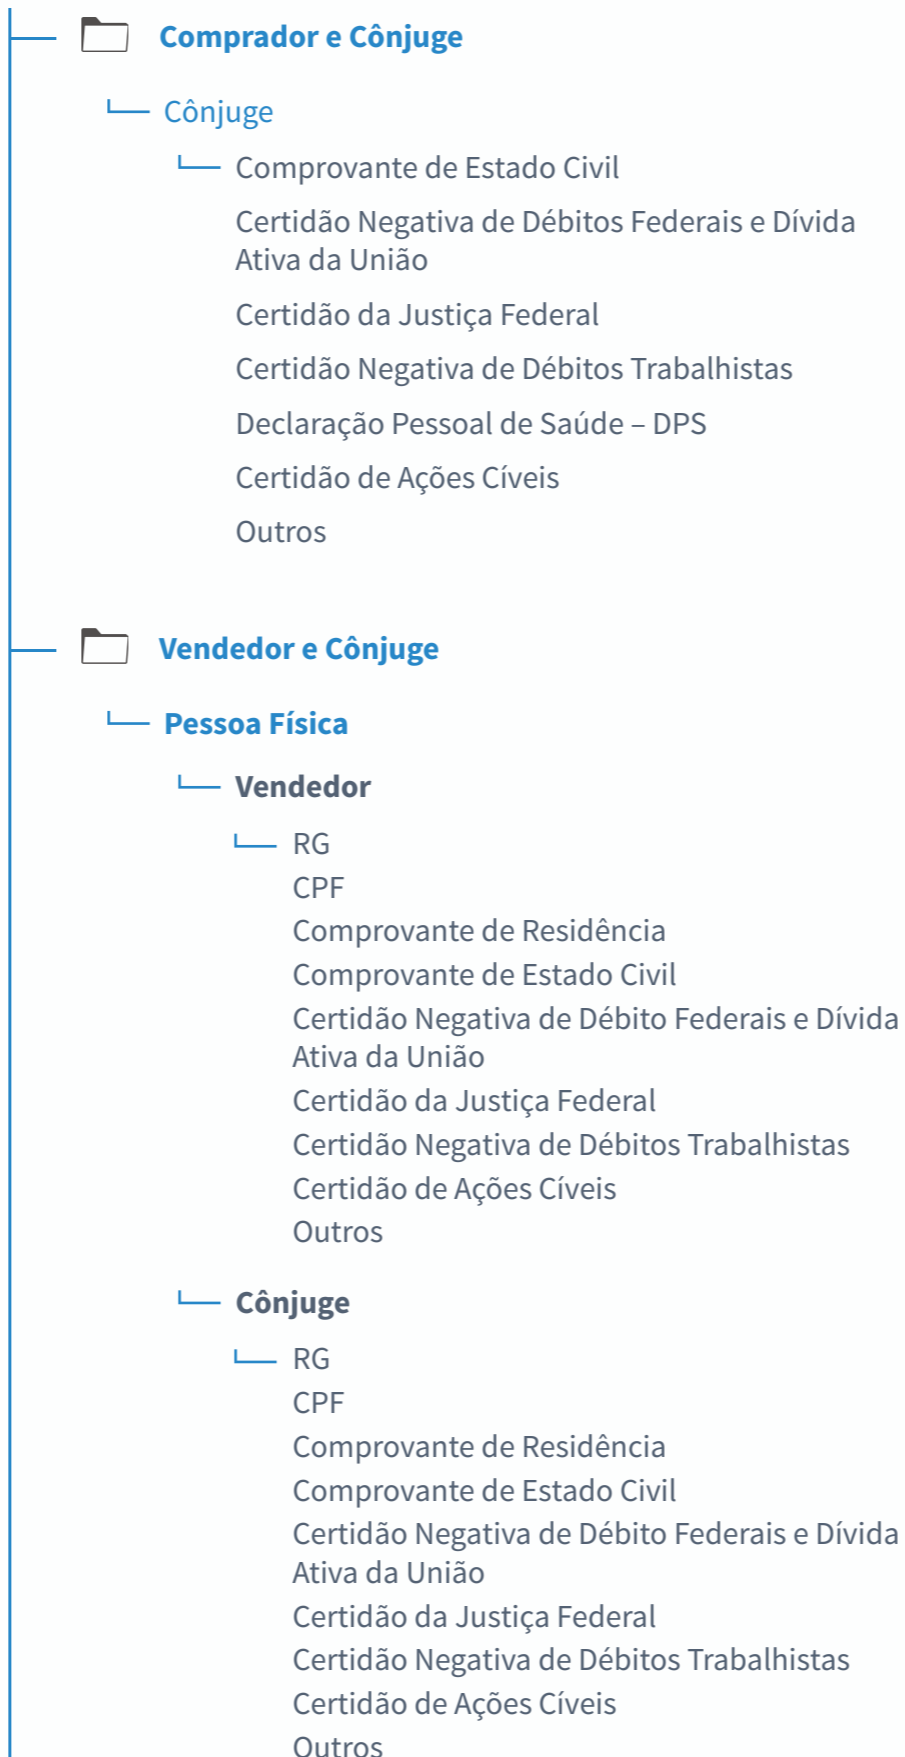 Comprador e Cônjuge
Cônjuge
Comprovante de Estado Civil
Certidão Negativa de Débitos Federais e Dívida
Ativa da União
Certidão da Justiça Federal
Certidão Negativa de Débitos Trabalhistas
Declaração Pessoal de Saúde – DPS
Certidão de Ações Cíveis
Outros
Vendedor e Cônjuge
Pessoa Física
Vendedor
RG
CPF
Comprovante de Residência
Comprovante de Estado Civil
Certidão Negativa de Débito Federais e Dívida
Ativa da União
Certidão da Justiça Federal
Certidão Negativa de Débitos Trabalhistas
Certidão de Ações Cíveis
Outros
Cônjuge
RG
CPF
Comprovante de Residência
Comprovante de Estado Civil
Certidão Negativa de Débito Federais e Dívida
Ativa da União
Certidão da Justiça Federal
Certidão Negativa de Débitos Trabalhistas
Certidão de Ações Cíveis
Outros